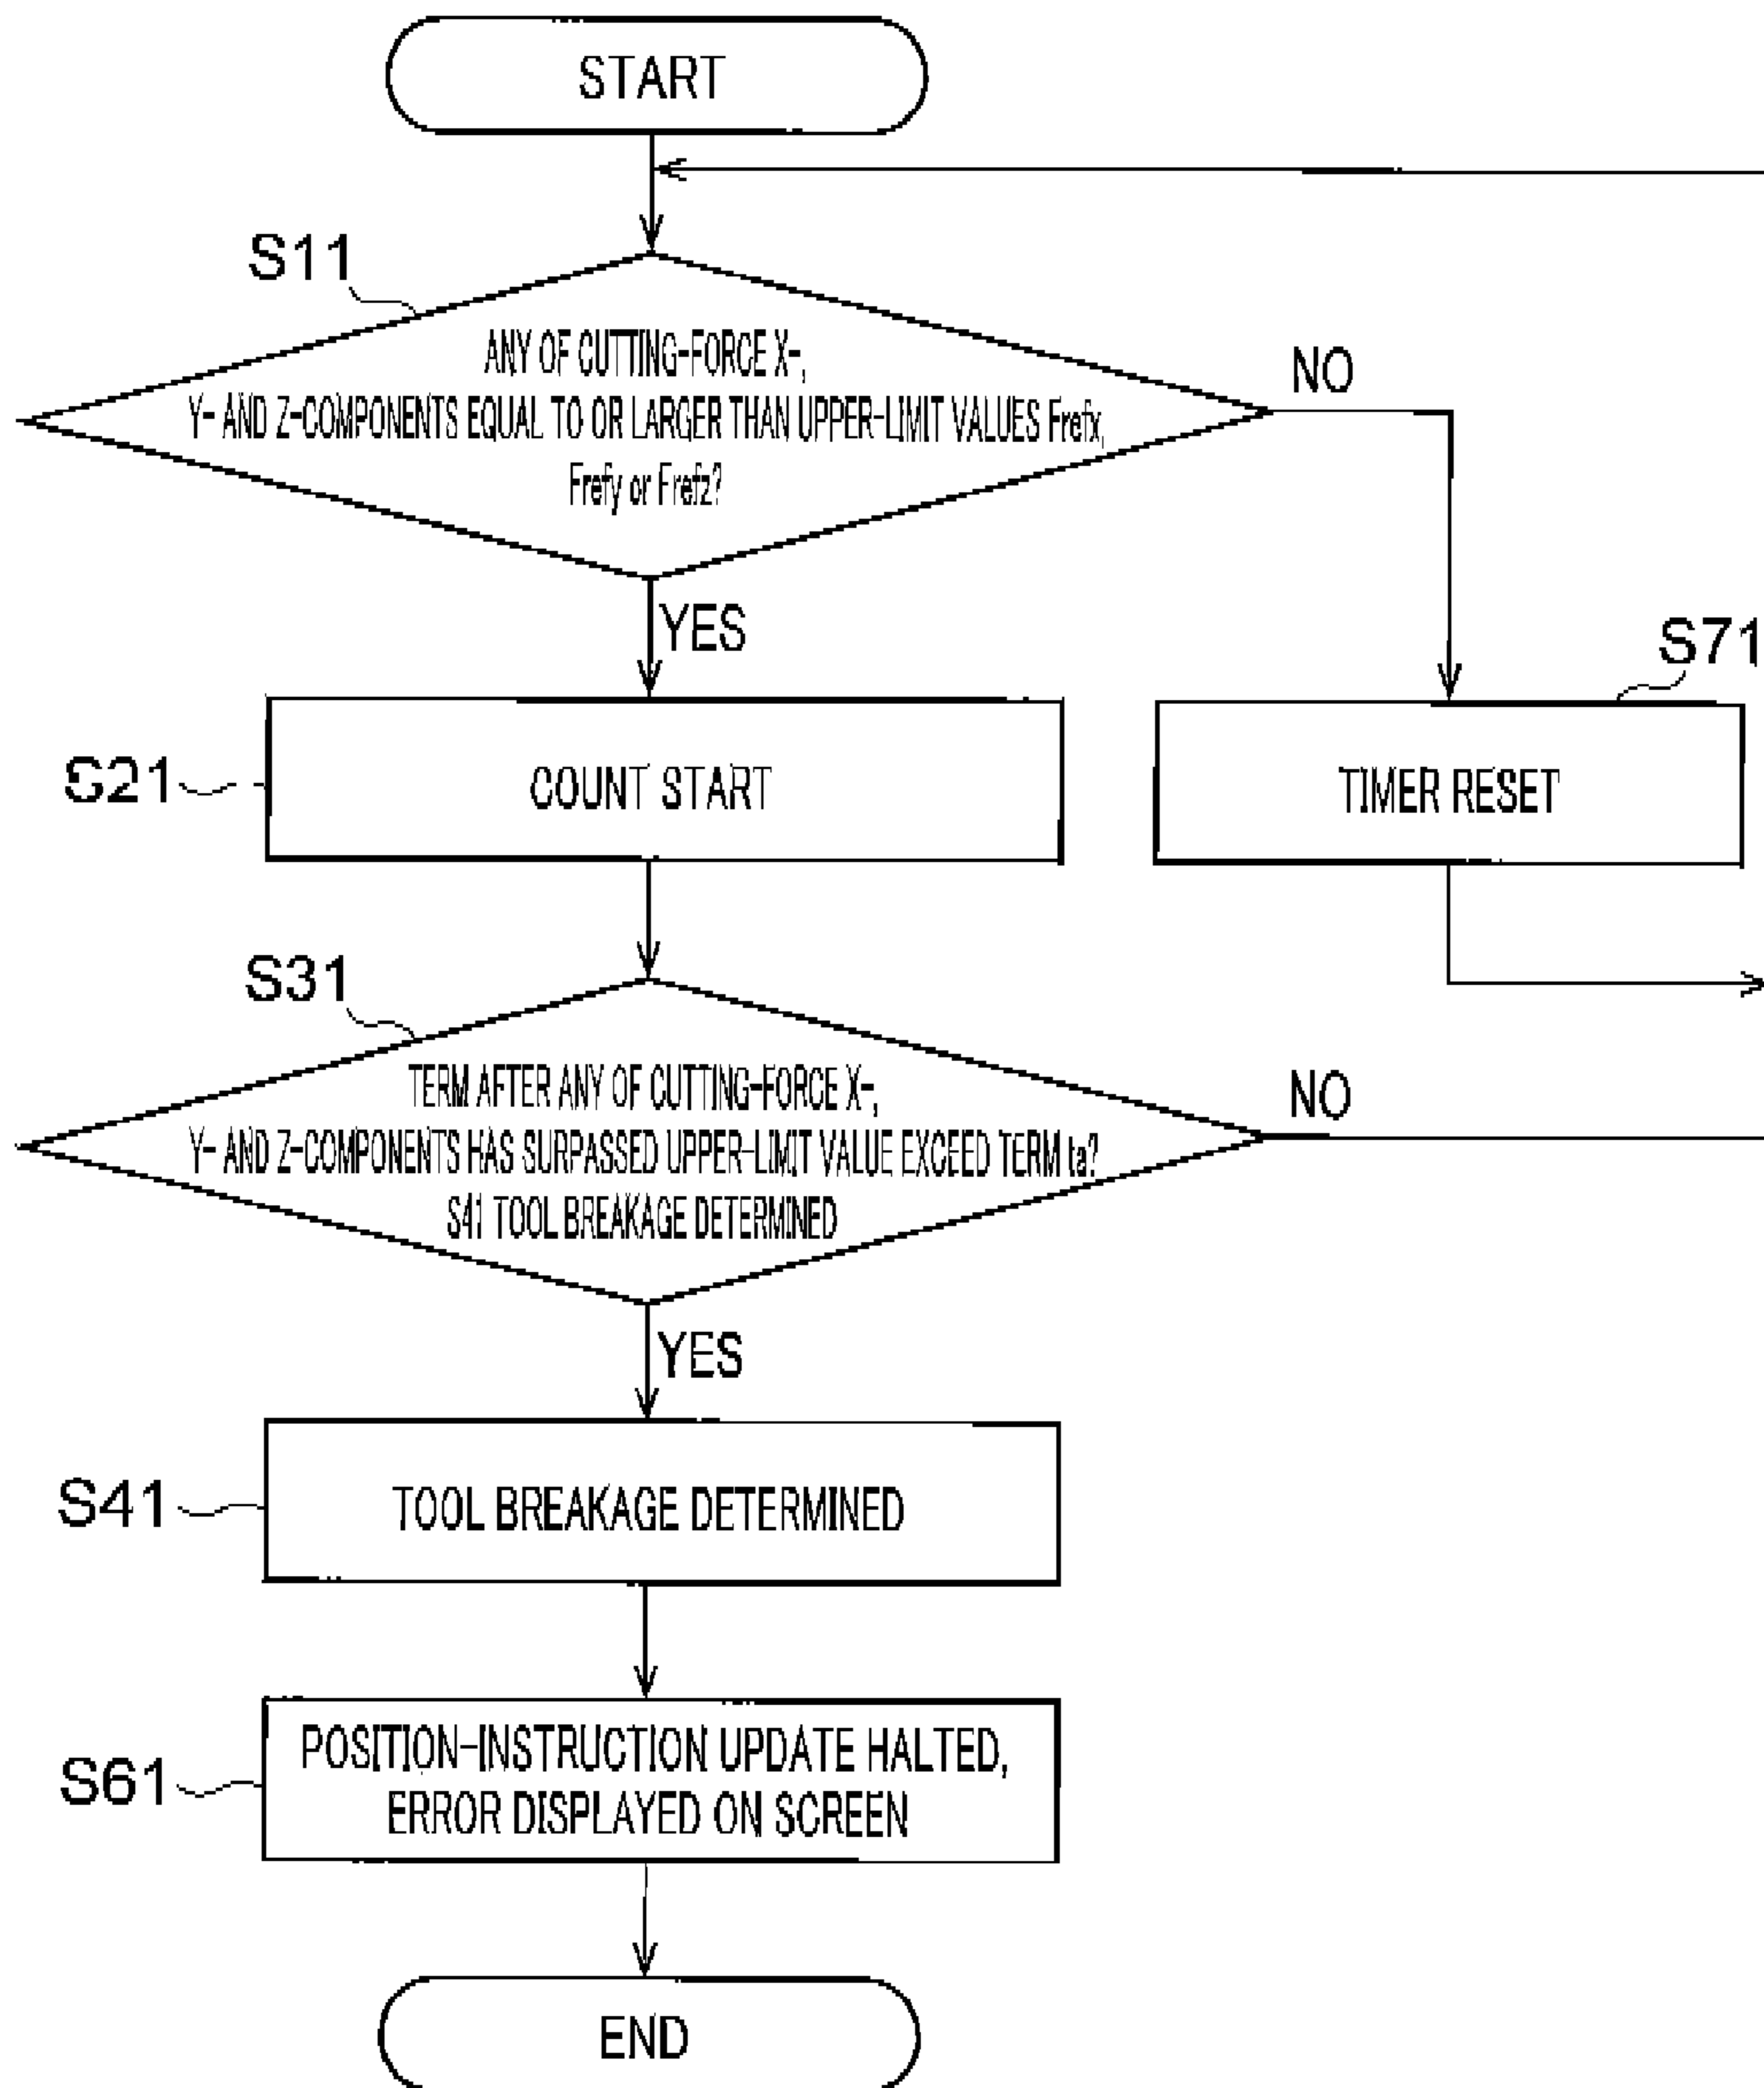 START
S11
ANY OF CUTTING-FORCE X-,
Y- AND Z-COMPONENTS EQUAL TO OR LARGER THAN UPPER-LIMIT VALUES Frefx,
Frefy or Frefz?
NO
YES
S71
S21
COUNT START
TIMER RESET
S31
TERM AFTER ANY OF CUTTING-FORCE X-,
Y- AND Z-COMPONENTS HAS SURPASSED UPPER-LIMIT VALUE EXCEED TERM ta?
S41 TOOL BREAKAGE DETERMINED
NO
YES
S41
TOOL BREAKAGE DETERMINED
S61
POSITION-INSTRUCTION UPDATE HALTED,
ERROR DISPLAYED ON SCREEN
END